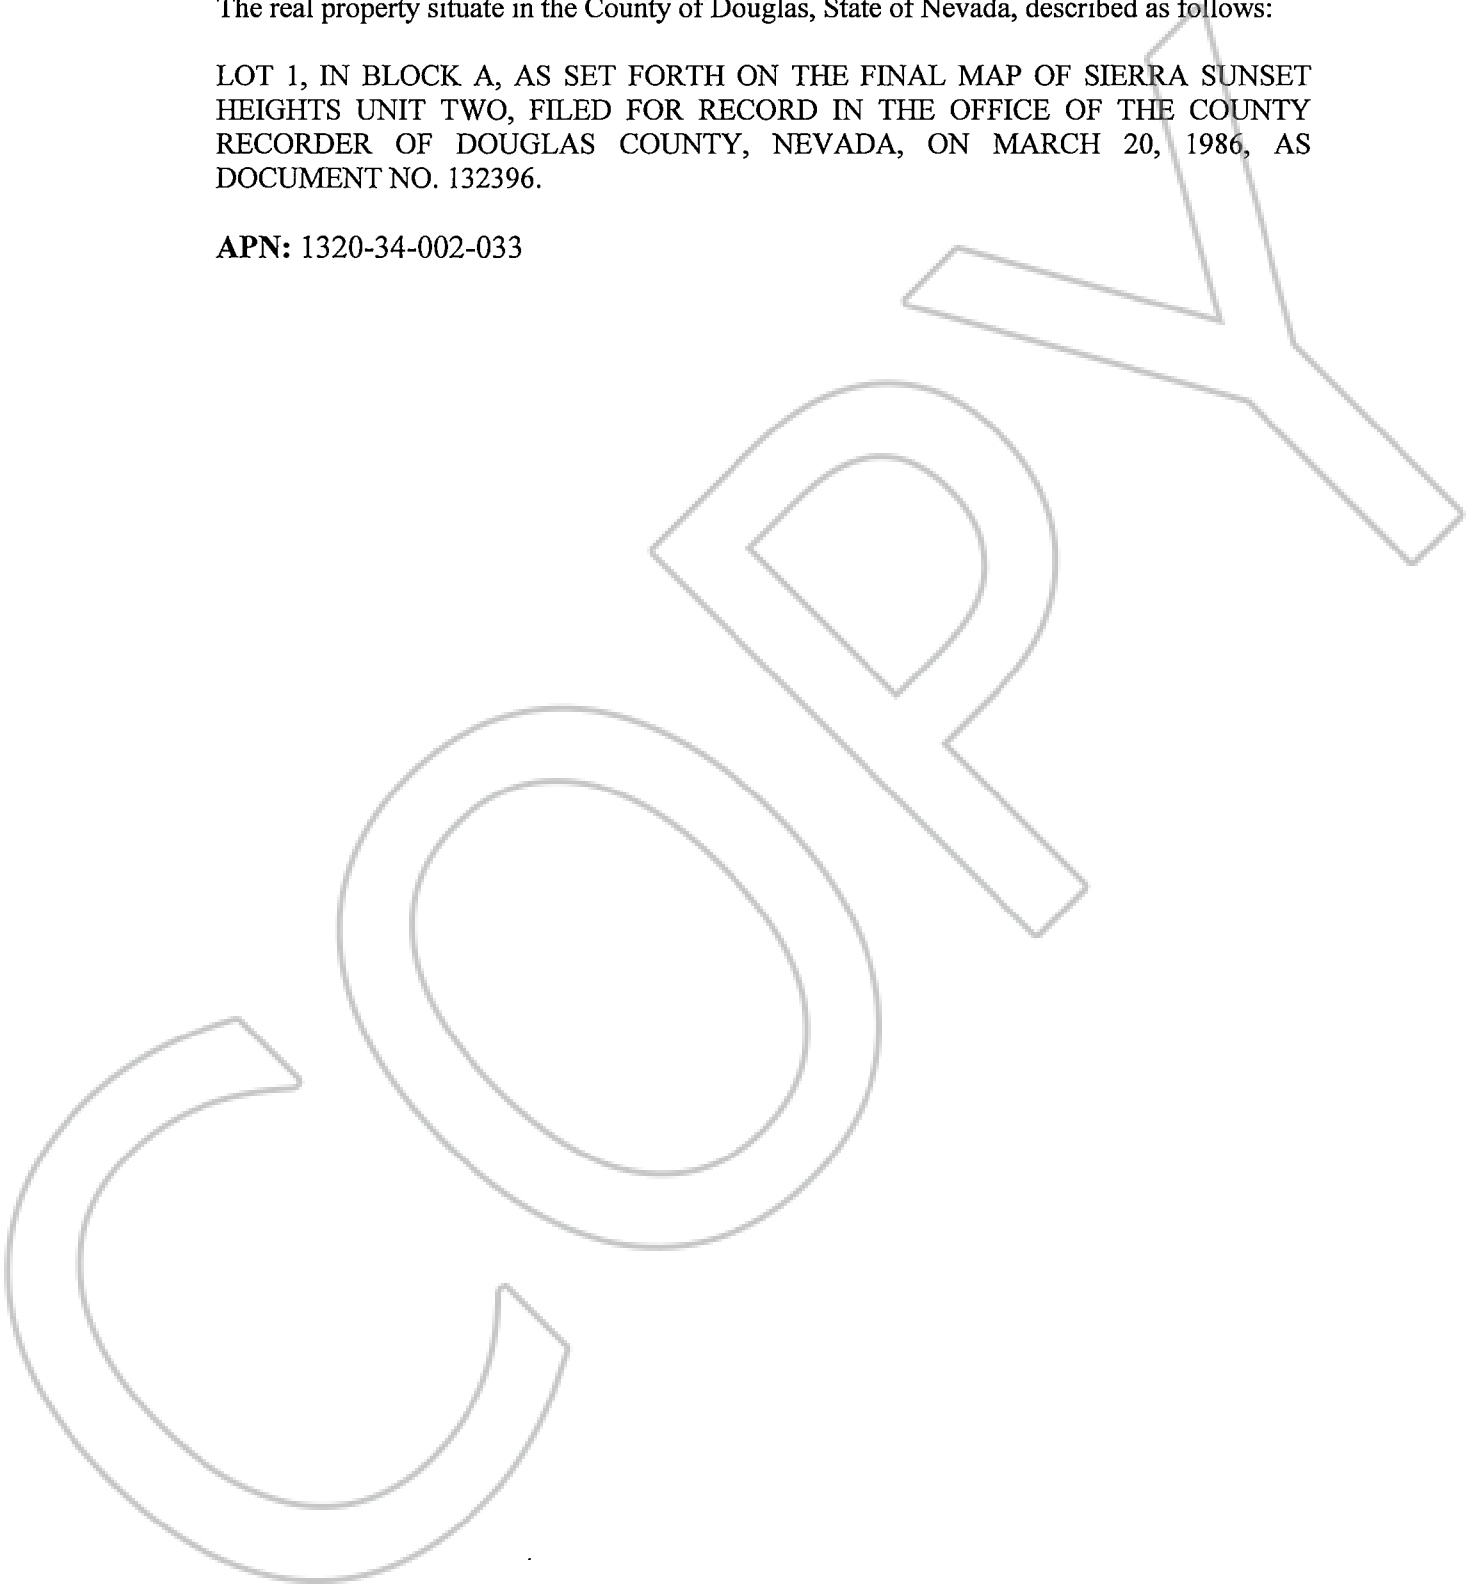 The real property situate in the County of Douglas, State of Nevada, described as follows:
LOT 1, IN BLOCK A, AS SET FORTH ON THE FINAL MAP OF SIERRA SUNSET
HEIGHTS UNIT TWO, FILED FOR RECORD IN THE OFFICE OF THE COUNTY
RECORDER OF DOUGLAS COUNTY, NEVADA, ON MARCH 20, 1986, AS
DOCUMENT NO. 132396.
APN: 1320-34-002-033
COPY